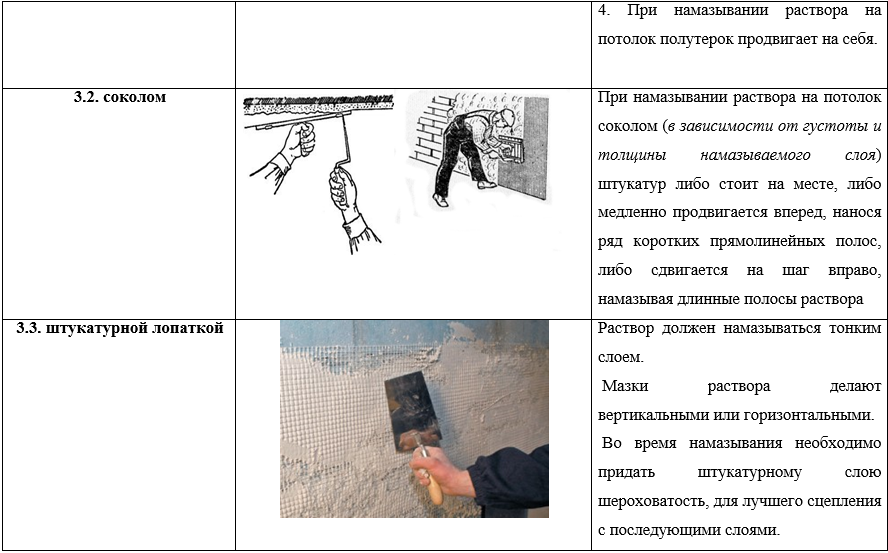 4. При намазывании раствора на
потолок полутерок продвигает на себя.
3.2. соколом
При намазывании раствора на потолок
соколом (в зависимости от густоты и
толщины намазываемого слоя)
штукатур либо стоит на месте, либо
медленно продвигается вперед, нанося
ряд коротких прямолинейных полос,
либо сдвигается на шаг вправо,
намазывая длинные полосы раствора
3.3. штукатурной лопаткой
Раствор должен намазываться тонким
слоем.
Мазки раствора делают
вертикальными или горизонтальными.
Во время намазывания необходимо
придать штукатурному слою
шероховатость, для лучшего сцепления
с последующими слоями.